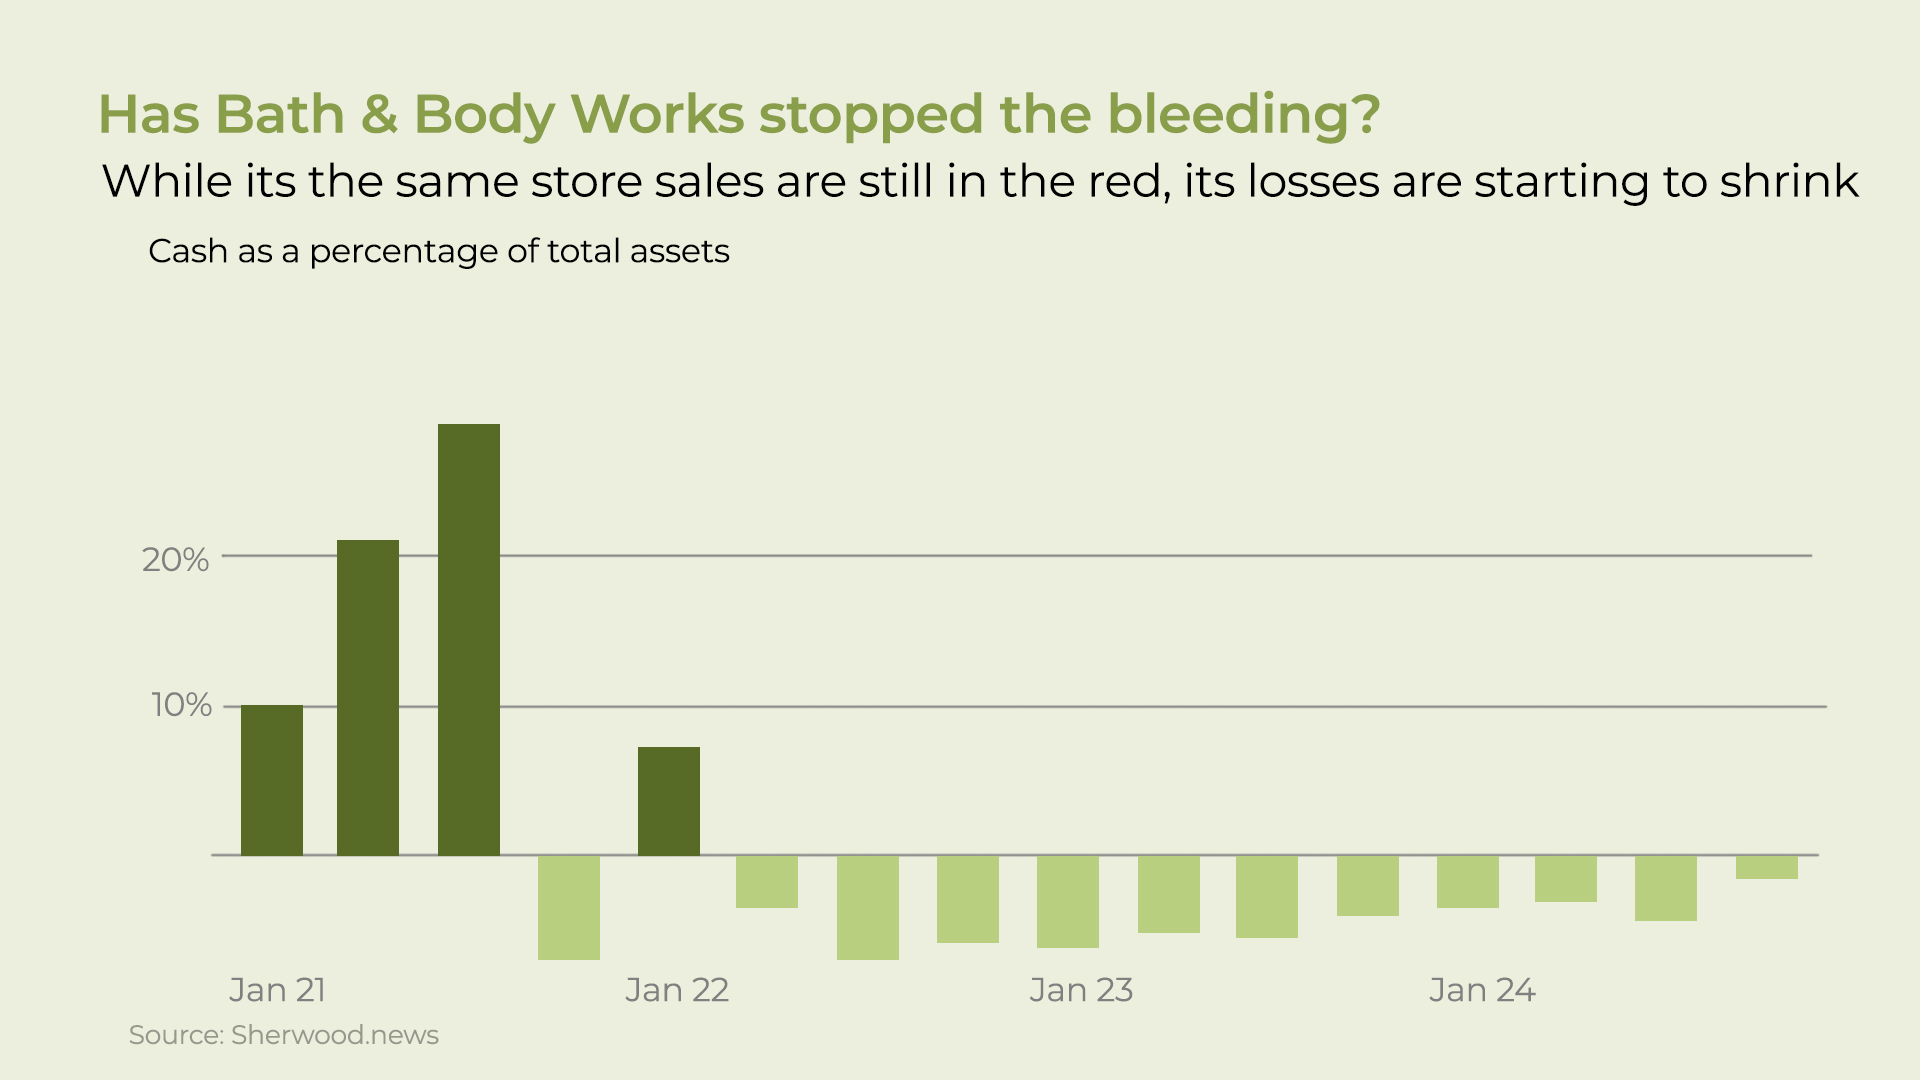 Has Bath & Body Works stopped the bleeding?
While its the same store sales are still in the red, its losses are starting to shrink
Cash as a percentage of total assets
20%
10%
Jan 21
Jan 22
Jan 23
Jan 24
Source: Sherwood.news